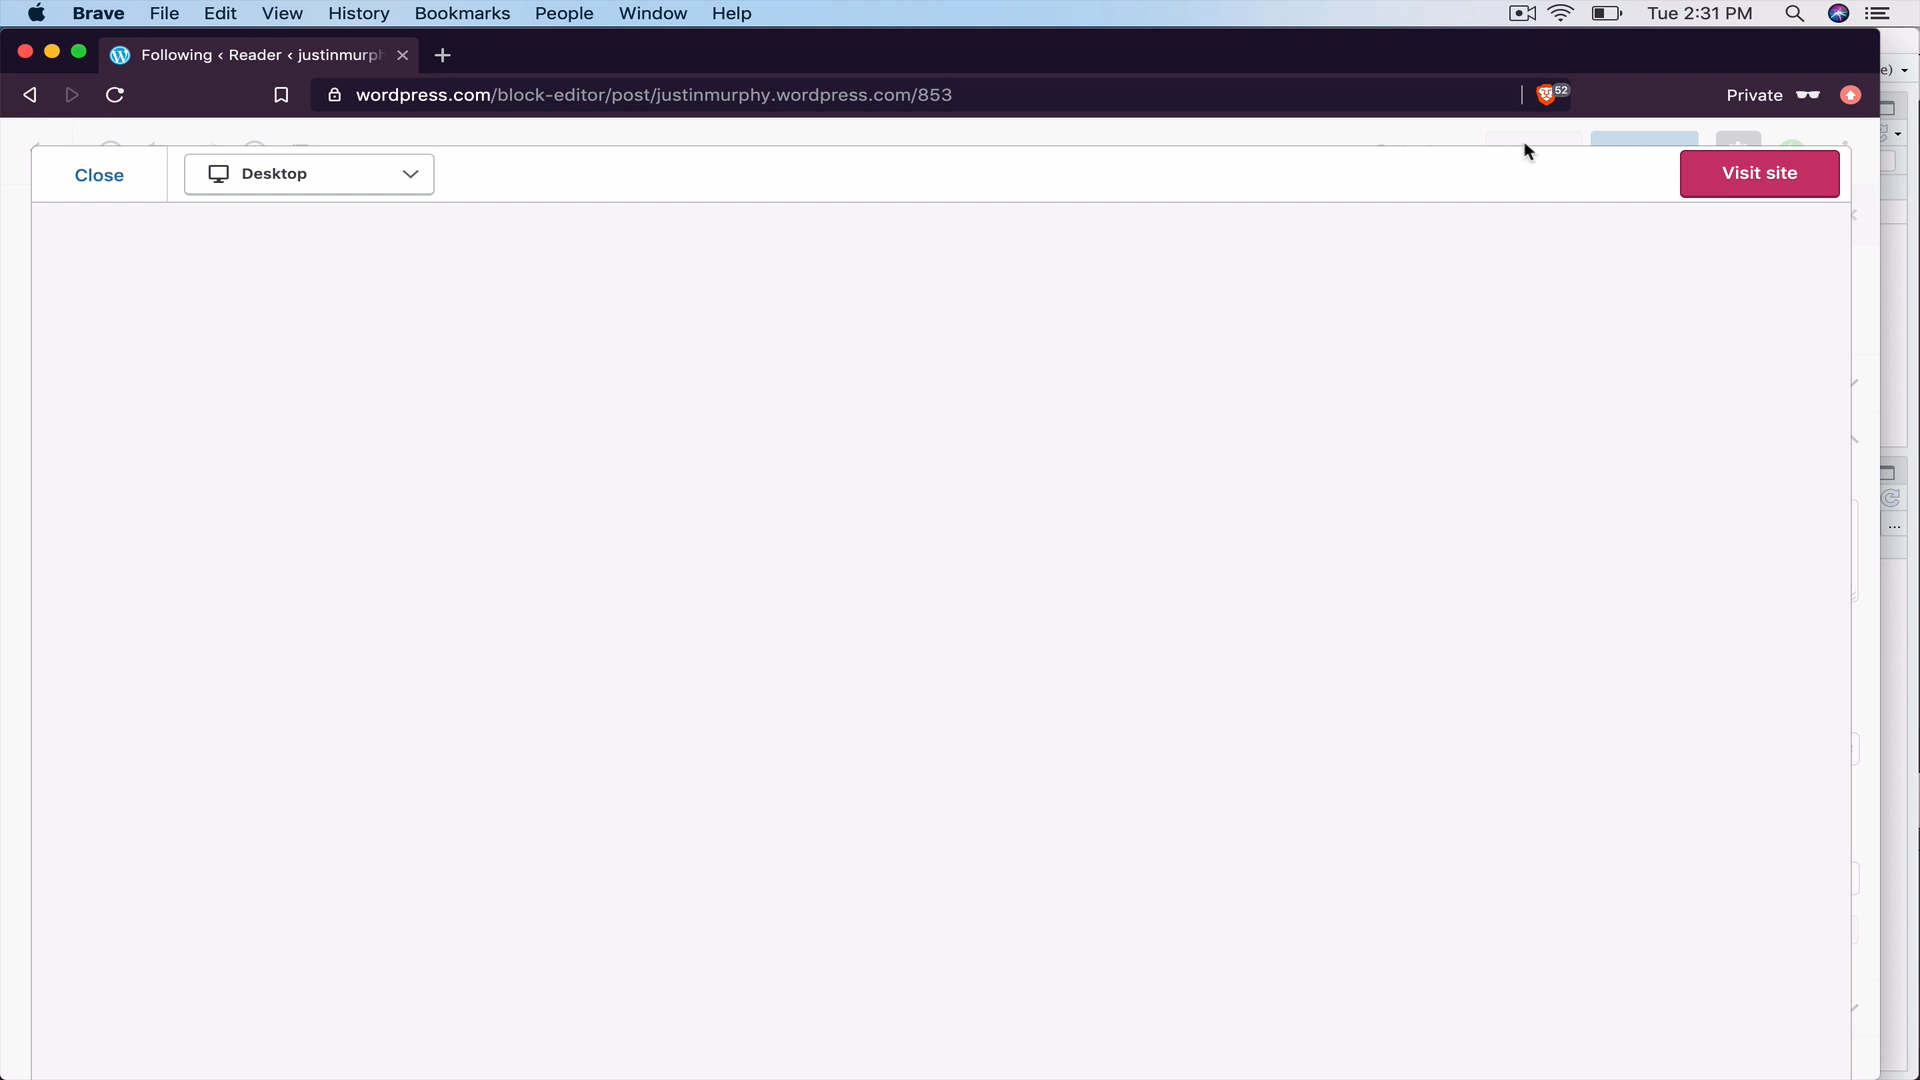 Brave File Edit View History Bookmarks People Window Help Tue 2:31 PM
Following ‹ Reader ‹ justinmurp
wordpress.com/block-editor/post/justinmurphy.wordpress.com/853 52 Private
Close Desktop Visit site
e)
...